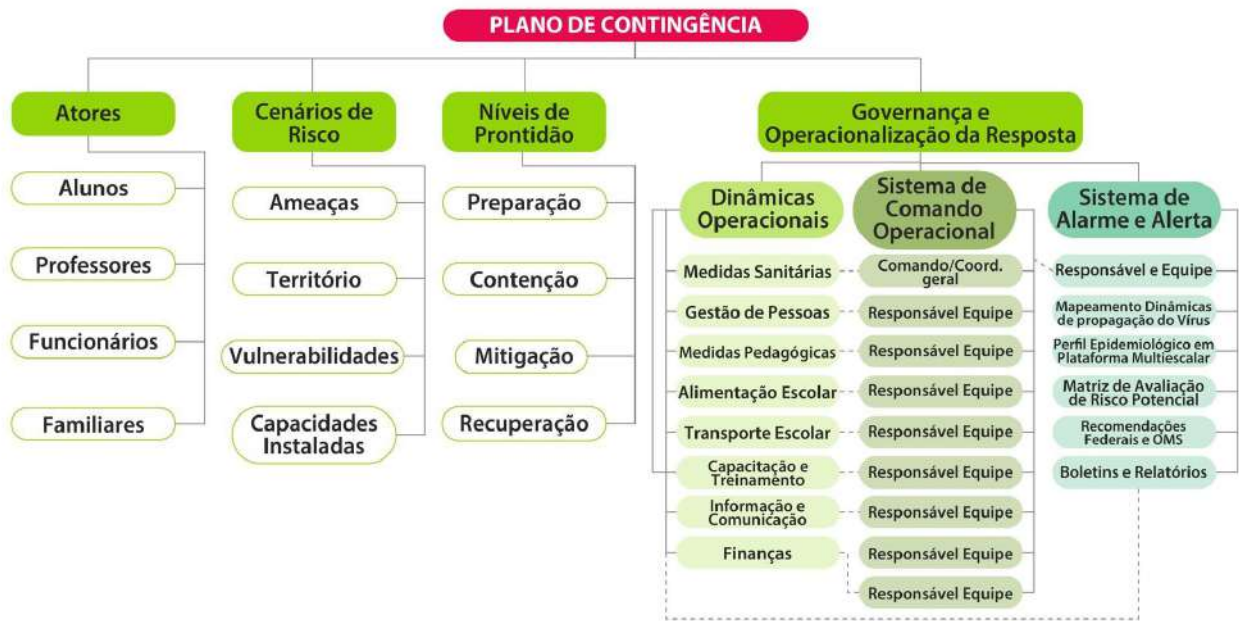 PLANO DE CONTINGÊNCIA
Atores
Alunos
Professores
Funcionários
Familiares
Cenários de
Risco
Ameaças
Território
Vulnerabilidades
Capacidades
Instaladas
Níveis de
Prontidão
Preparação
Contenção
Mitigação
Recuperação
Governança e
Operacionalização da Resposta
Dinâmicas
Operacionais
Medidas Sanitárias
Gestão de Pessoas
Medidas Pedagógicas
Alimentação Escolar
Transporte Escolar
Capacitação e
Treinamento
Informação e
Comunicação
Finanças
Sistema de
Comando
Operacional
Comando/Coord.
geral
Responsável Equipe
Responsável Equipe
Responsável Equipe
Responsável Equipe
Responsável Equipe
Responsável Equipe
Responsável Equipe
Responsável Equipe
Sistema de
Alarme e Alerta
Responsável e Equipe
Mapeamento Dinâmicas
de propagação do Vírus
Perfil Epidemiológico em
Plataforma Multiescalar
Matriz de Avaliação
de Risco Potencial
Recomendações
Federais e OMS
Boletins e Relatórios